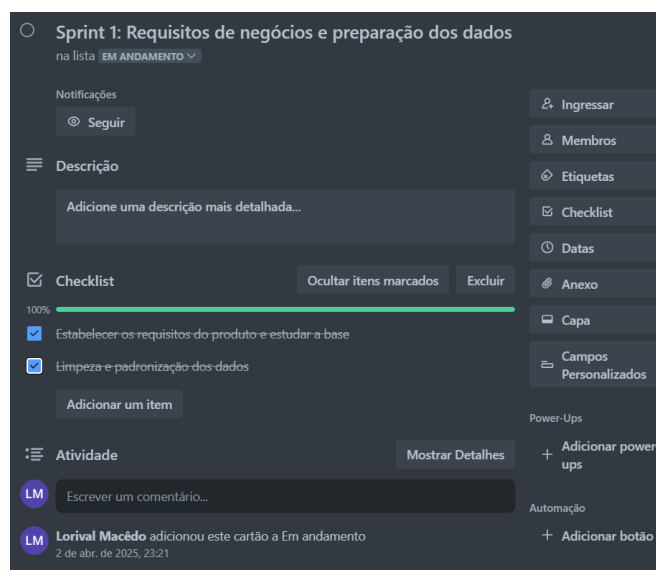 Sprint 1: Requisitos de negócios e preparação dos dados
na lista EM ANDAMENTO
Notificações
Seguir
Descrição
Adicione uma descrição mais detalhada...
Checklist
Ocultar itens marcados
Excluir
100%
Estabelecer os requisitos do produto e estudar a base
Limpeza e padronização dos dados
Adicionar um item
Atividade
Mostrar Detalhes
LM
Escrever um comentário...
LM
Lorival Macêdo adicionou este cartão a Em andamento
2 de abr. de 2025, 23:21
Ingressar
Membros
Etiquetas
Checklist
Datas
Anexo
Capa
Campos
Personalizados
Power-Ups
Adicionar power-
ups
Automação
Adicionar botão